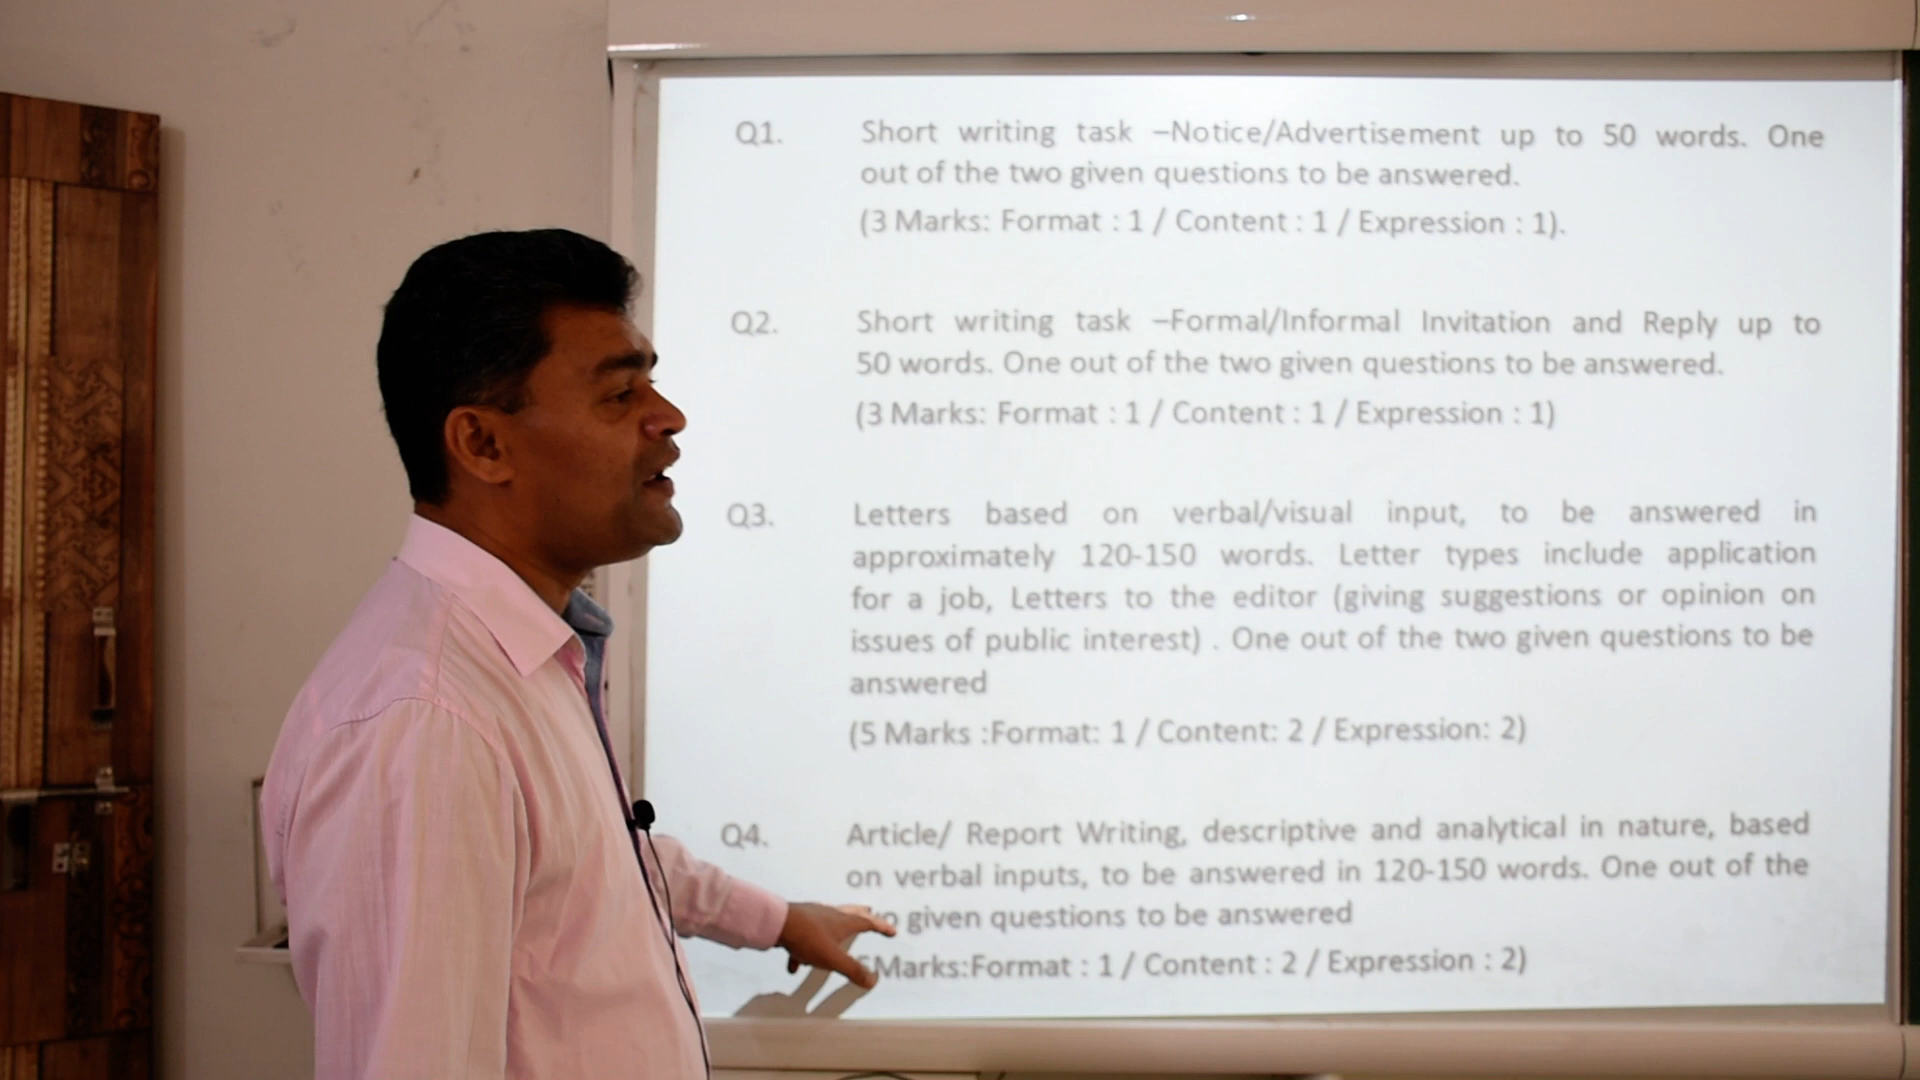 Q1. Short writing task –Notice/Advertisement up to 50 words. One
out of the two given questions to be answered.
(3 Marks: Format : 1 / Content : 1 / Expression : 1).
Q2. Short writing task –Formal/Informal Invitation and Reply up to
50 words. One out of the two given questions to be answered.
(3 Marks: Format : 1 / Content : 1 / Expression : 1)
Q3. Letters based on verbal/visual input, to be answered in
approximately 120-150 words. Letter types include application
for a job, Letters to the editor (giving suggestions or opinion on
issues of public interest) . One out of the two given questions to be
answered
(5 Marks :Format: 1 / Content: 2 / Expression: 2)
Q4. Article/ Report Writing, descriptive and analytical in nature, based
on verbal inputs, to be answered in 120-150 words. One out of the
given questions to be answered
Marks:Format : 1 / Content : 2 / Expression : 2)